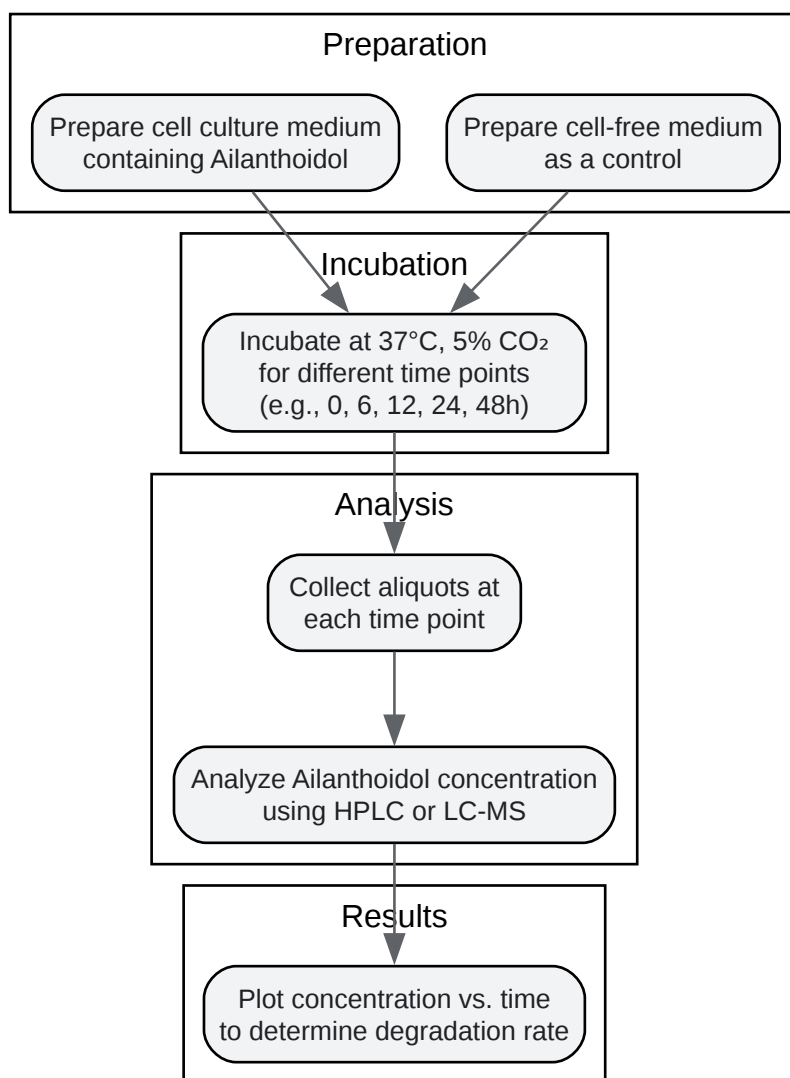 Preparation
Prepare cell culture medium
containing Ailanthoidol
Prepare cell-free medium
as a control
Incubation
Incubate at 37°C, 5% CO₂
for different time points
(e.g., 0, 6, 12, 24, 48h)
Analysis
Collect aliquots at
each time point
Analyze Ailanthoidol concentration
using HPLC or LC-MS
Results
Plot concentration vs. time
to determine degradation rate